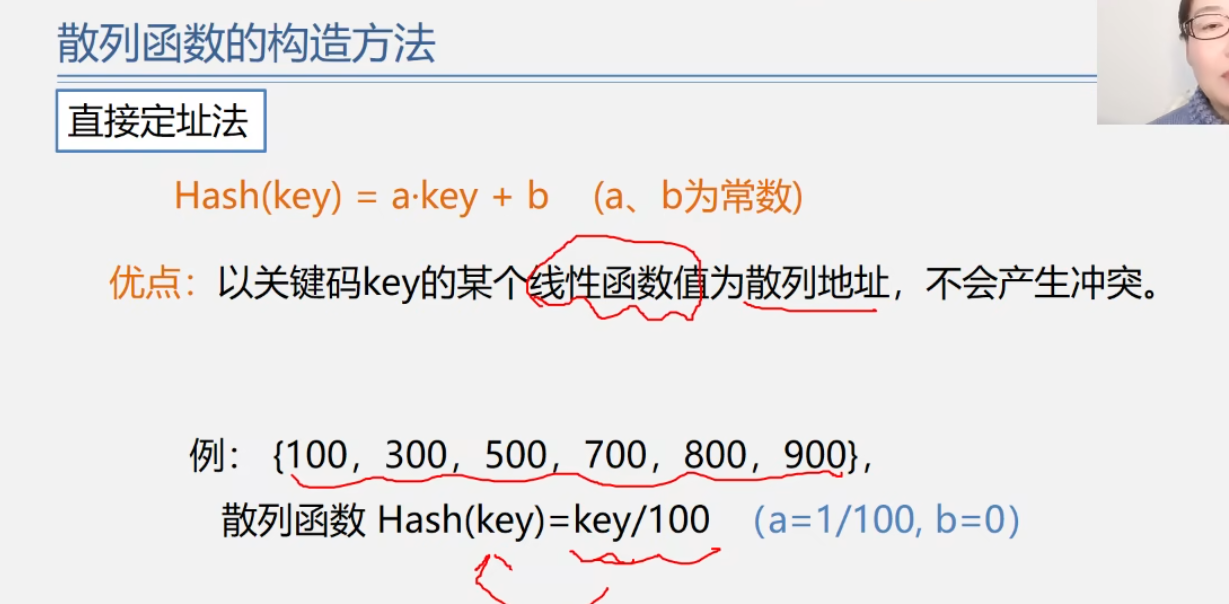 散列函数的构造方法
直接定址法
Hash(key) = a·key + b (a、b为常数)
优点：以关键码key的某个线性函数值为散列地址，不会产生冲突。
例： {100，300，500，700，800，900}，
散列函数 Hash(key)=key/100 (a=1/100, b=0)